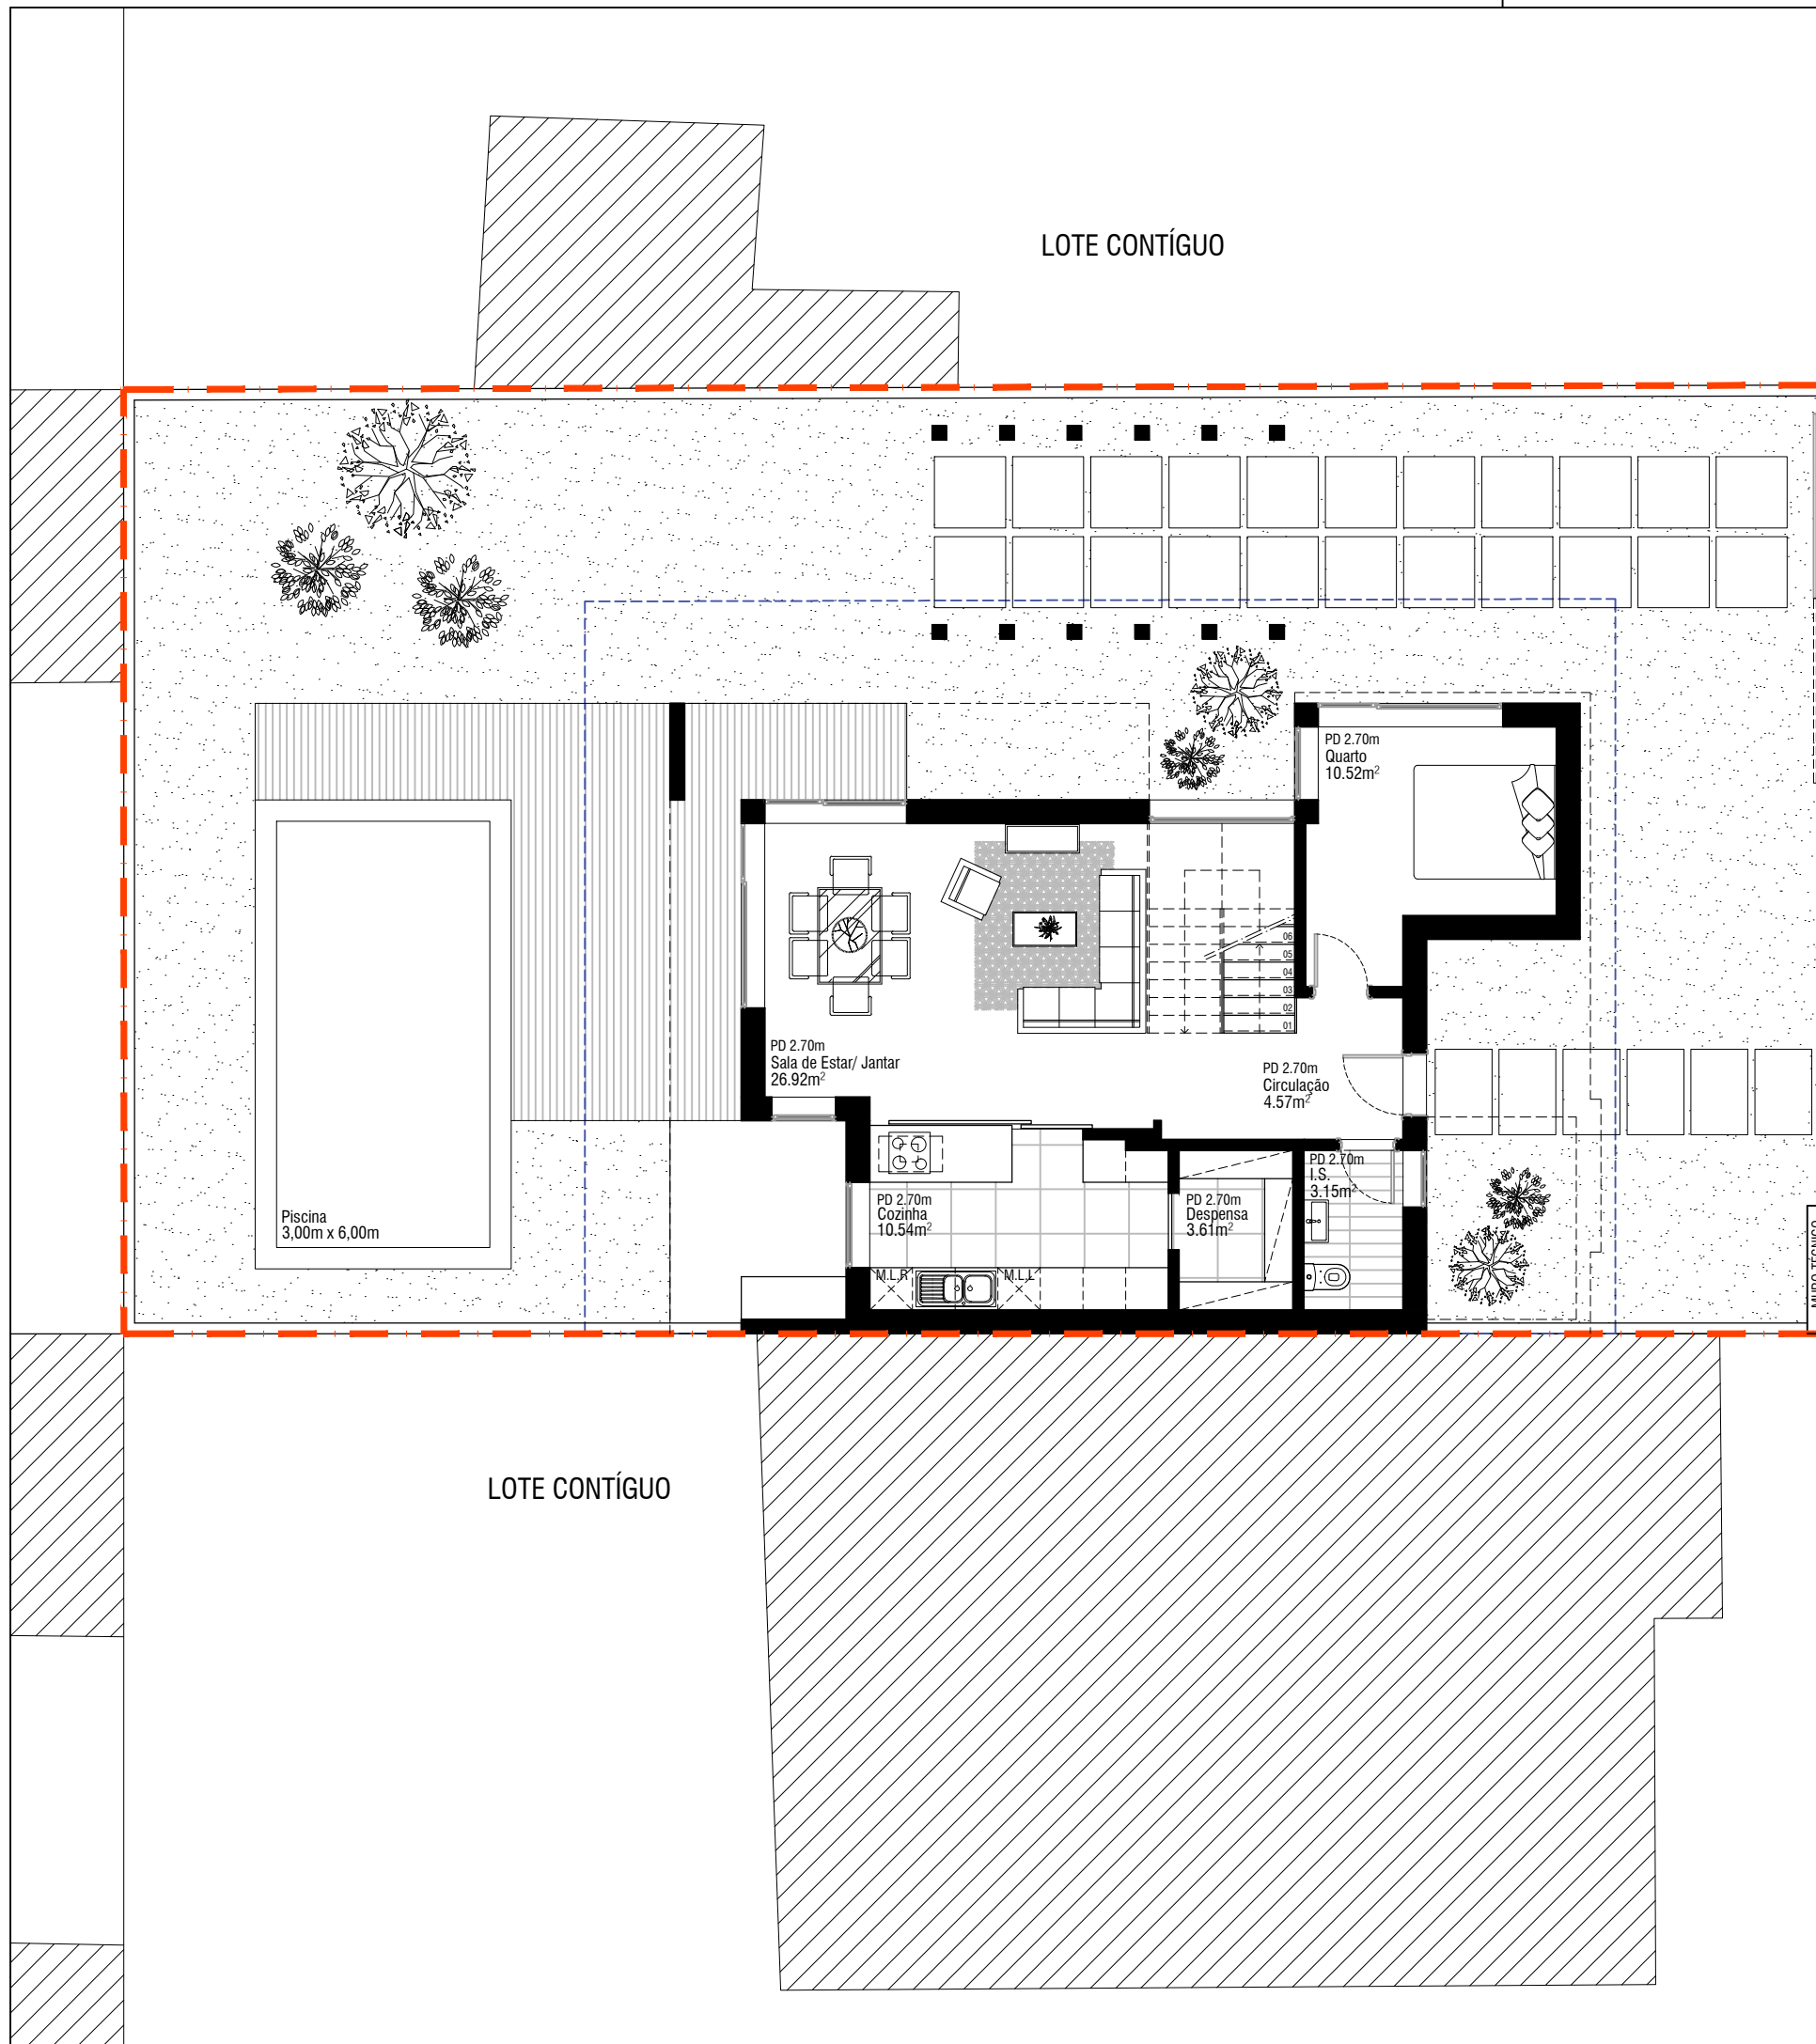 LOTE CONTÍGUO
PD 2.70m
Quarto
10.52m²
06
05
04
03
02
01
PD 2.70m
Sala de Estar/ Jantar
26.92m²
PD 2.70m
Circulação
4.57m²
PD 2.70m
I.S.
3.15m²
PD 2.70m
Cozinha
10.54m²
PD 2.70m
Despensa
3.61m²
Piscina
3,00m x 6,00m
M.L.R
M.L.L
MURO TÉCNICO
LOTE CONTÍGUO